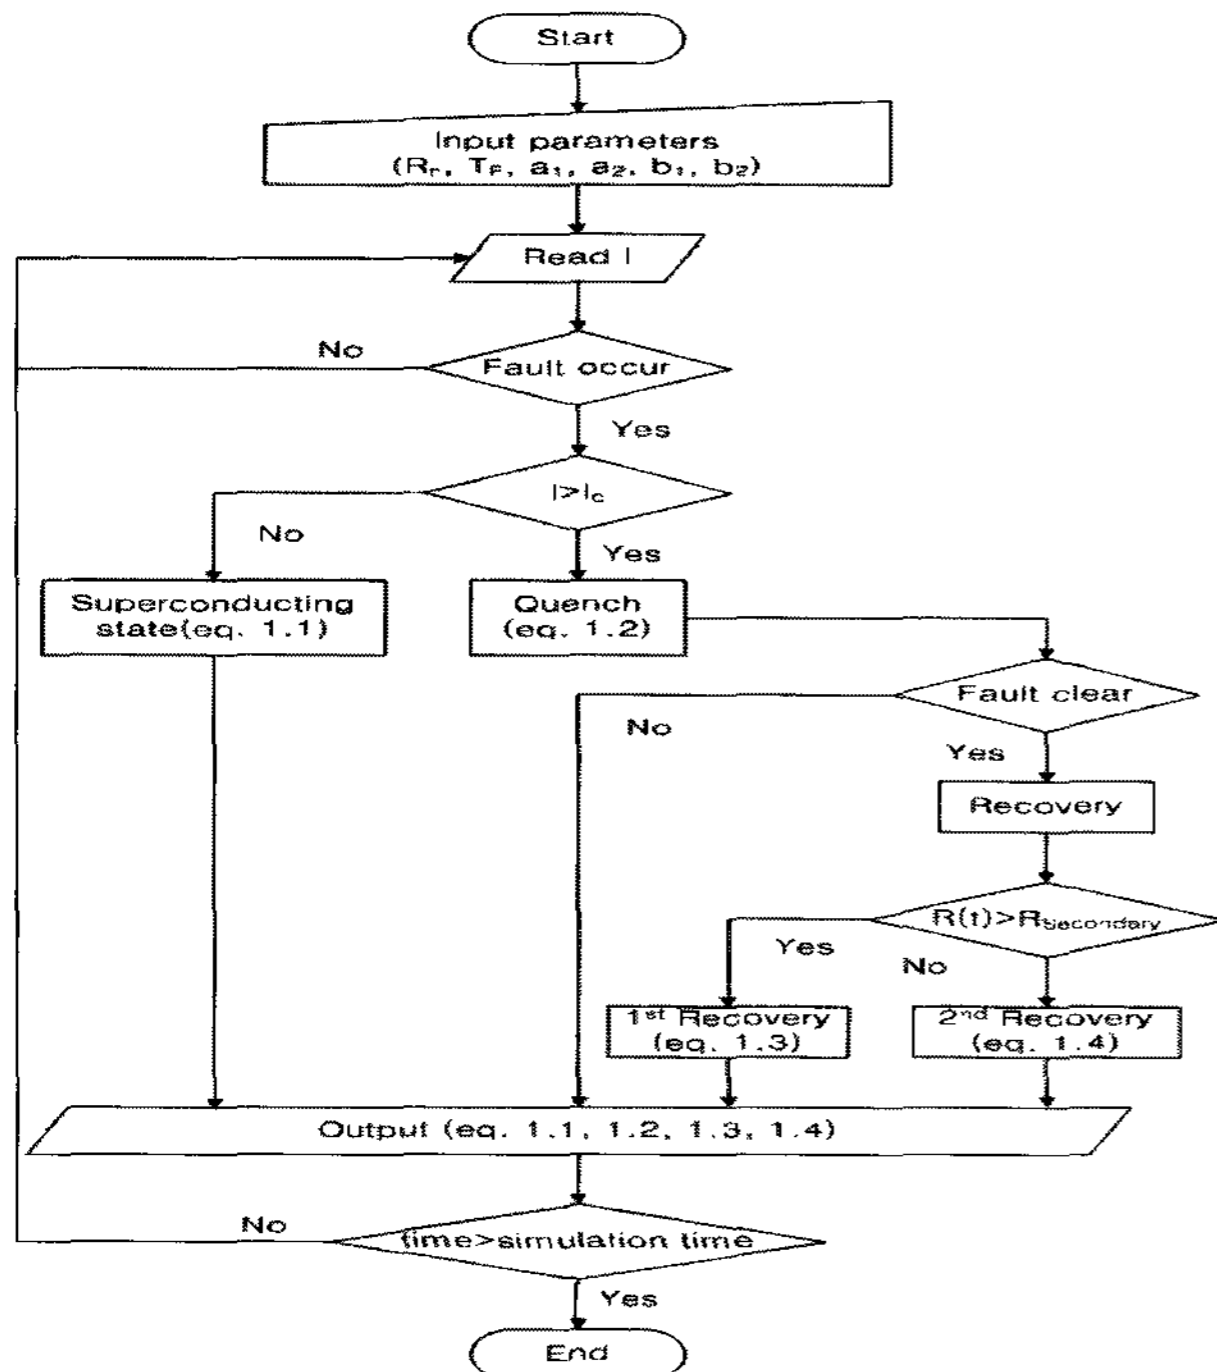 Start
Input parameters
(Rn, TF, a1, a2, b1, b2)
Read I
No
Fault occur
Yes
I>Ic
No
Yes
Superconducting
state(eq. 1.1)
Quench
(eq. 1.2)
Fault clear
No
Yes
Recovery
R(t)>RSecondary
Yes
No
1st Recovery
(eq. 1.3)
2nd Recovery
(eq. 1.4)
Output (eq. 1.1, 1.2, 1.3, 1.4)
No
time>simulation time
Yes
End